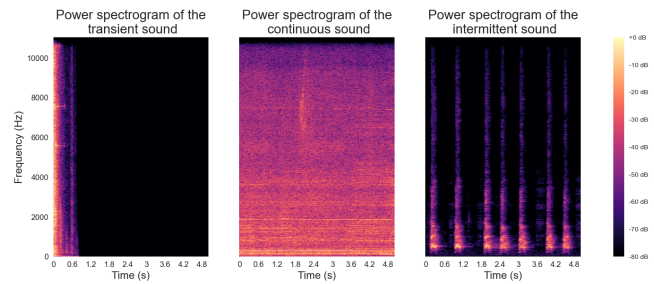 Power spectrogram of the
transient sound
Power spectrogram of the
continuous sound
Power spectrogram of the
intermittent sound
Frequency (Hz)
10000
8000
6000
4000
2000
0
0 0.6 1.2 1.8 2.4 3 3.6 4.2 4.8
Time (s)
0 0.6 1.2 1.8 2.4 3 3.6 4.2 4.8
Time (s)
0 0.6 1.2 1.8 2.4 3 3.6 4.2 4.8
Time (s)
+0 dB
-10 dB
-20 dB
-30 dB
-40 dB
-50 dB
-60 dB
-70 dB
-80 dB